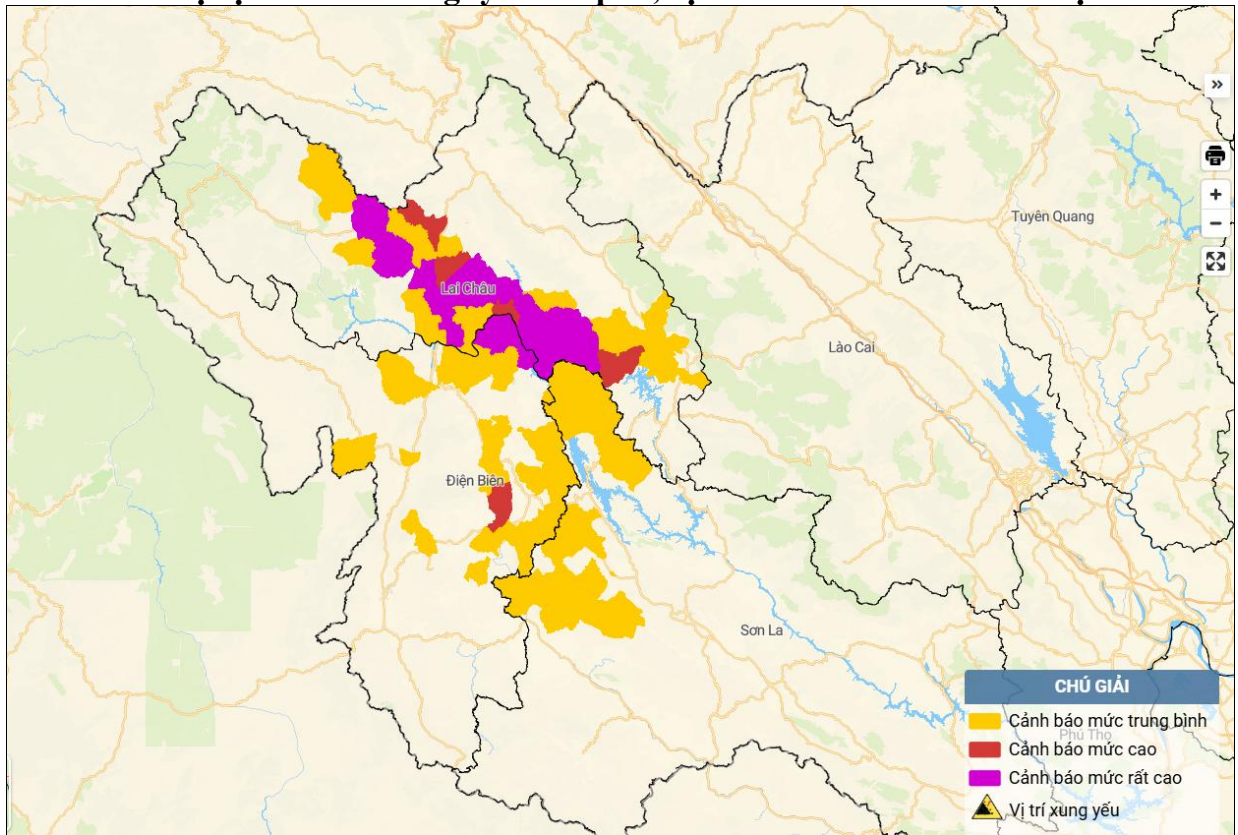 Tuyên Quang
Lai Châu
Lào Cai
Điện Biên
Sơn La
CHÚ GIẢI
Cảnh báo mức trung bình
Phú Thọ
Cảnh báo mức cao
Cảnh báo mức rất cao
Vị trí xung yếu